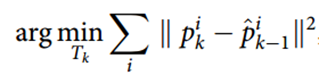 arg min_{T_k} ∑_i ‖ p_k^i − p̂_{k−1}^i ‖²,